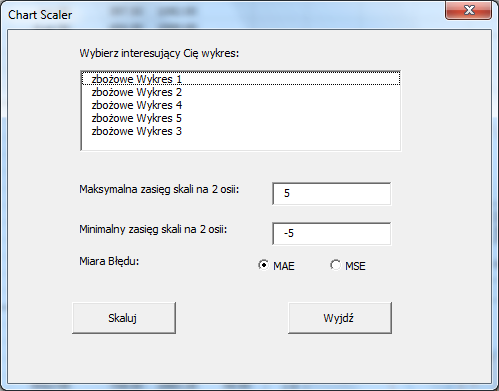 Chart Scaler
Wybierz interesujący Cię wykres:
zbożowe Wykres 1
zbożowe Wykres 2
zbożowe Wykres 4
zbożowe Wykres 5
zbożowe Wykres 3
Maksymalna zasięg skali na 2 osii:
5
Minimalny zasięg skali na 2 osii:
-5
Miara Błędu:
MAE
MSE
Skaluj
Wyjdź